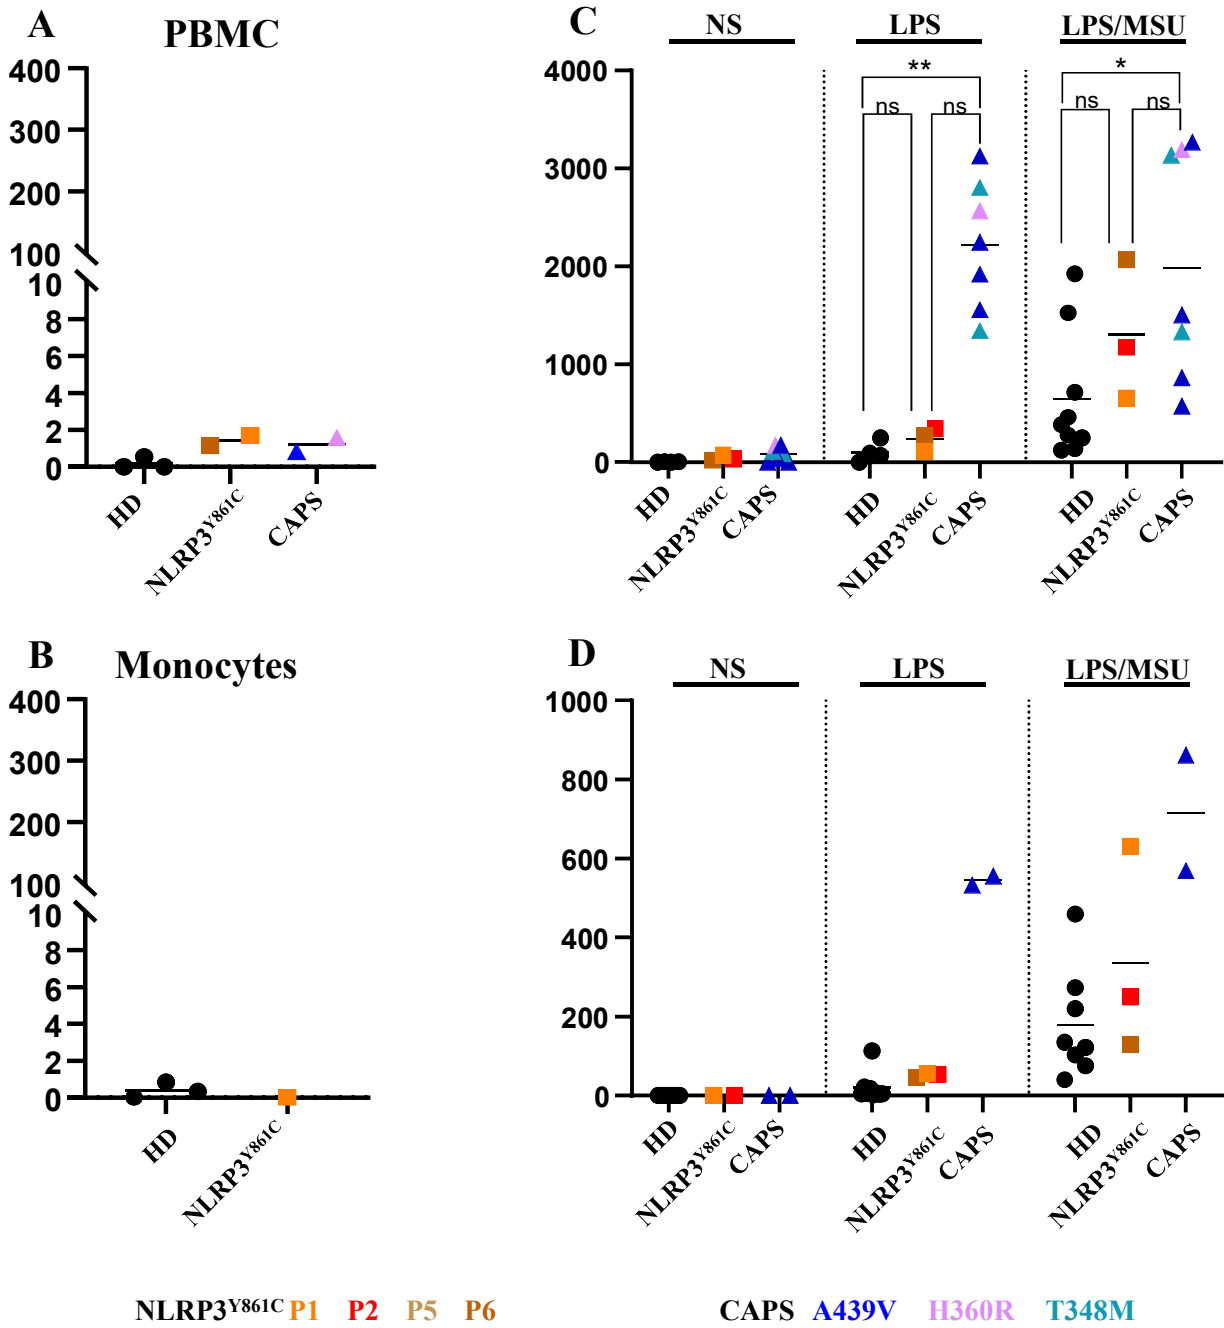 A
PBMC
400
300
200
100
10
8
6
4
2
0
HD
NLRP3Y861C
CAPS
C
NS
LPS
LPS/MSU
4000
3000
2000
1000
0
**
ns
ns
*
ns
ns
HD
NLRP3Y861C
CAPS
HD
NLRP3Y861C
CAPS
HD
NLRP3Y861C
CAPS
B
Monocytes
400
300
200
100
10
8
6
4
2
0
HD
NLRP3Y861C
D
NS
LPS
LPS/MSU
1000
800
600
400
200
0
HD
NLRP3Y861C
CAPS
HD
NLRP3Y861C
CAPS
HD
NLRP3Y861C
CAPS
NLRP3Y861C P1 P2 P5 P6
CAPS A439V H360R T348M